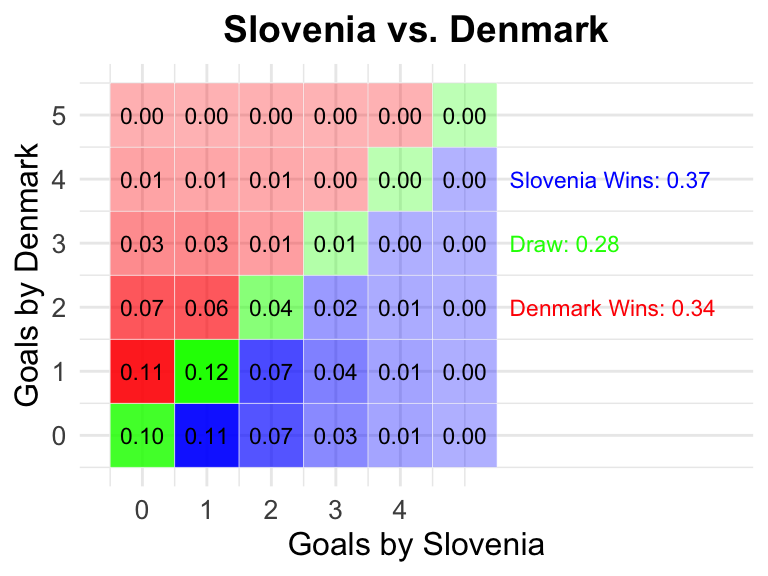 Slovenia vs. Denmark
5 0.00 0.00 0.00 0.00 0.00 0.00
4 0.01 0.01 0.01 0.00 0.00 0.00 Slovenia Wins: 0.37
3 0.03 0.03 0.01 0.01 0.00 0.00 Draw: 0.28
2 0.07 0.06 0.04 0.02 0.01 0.00 Denmark Wins: 0.34
1 0.11 0.12 0.07 0.04 0.01 0.00
0 0.10 0.11 0.07 0.03 0.01 0.00
0 1 2 3 4
Goals by Slovenia
Goals by Denmark